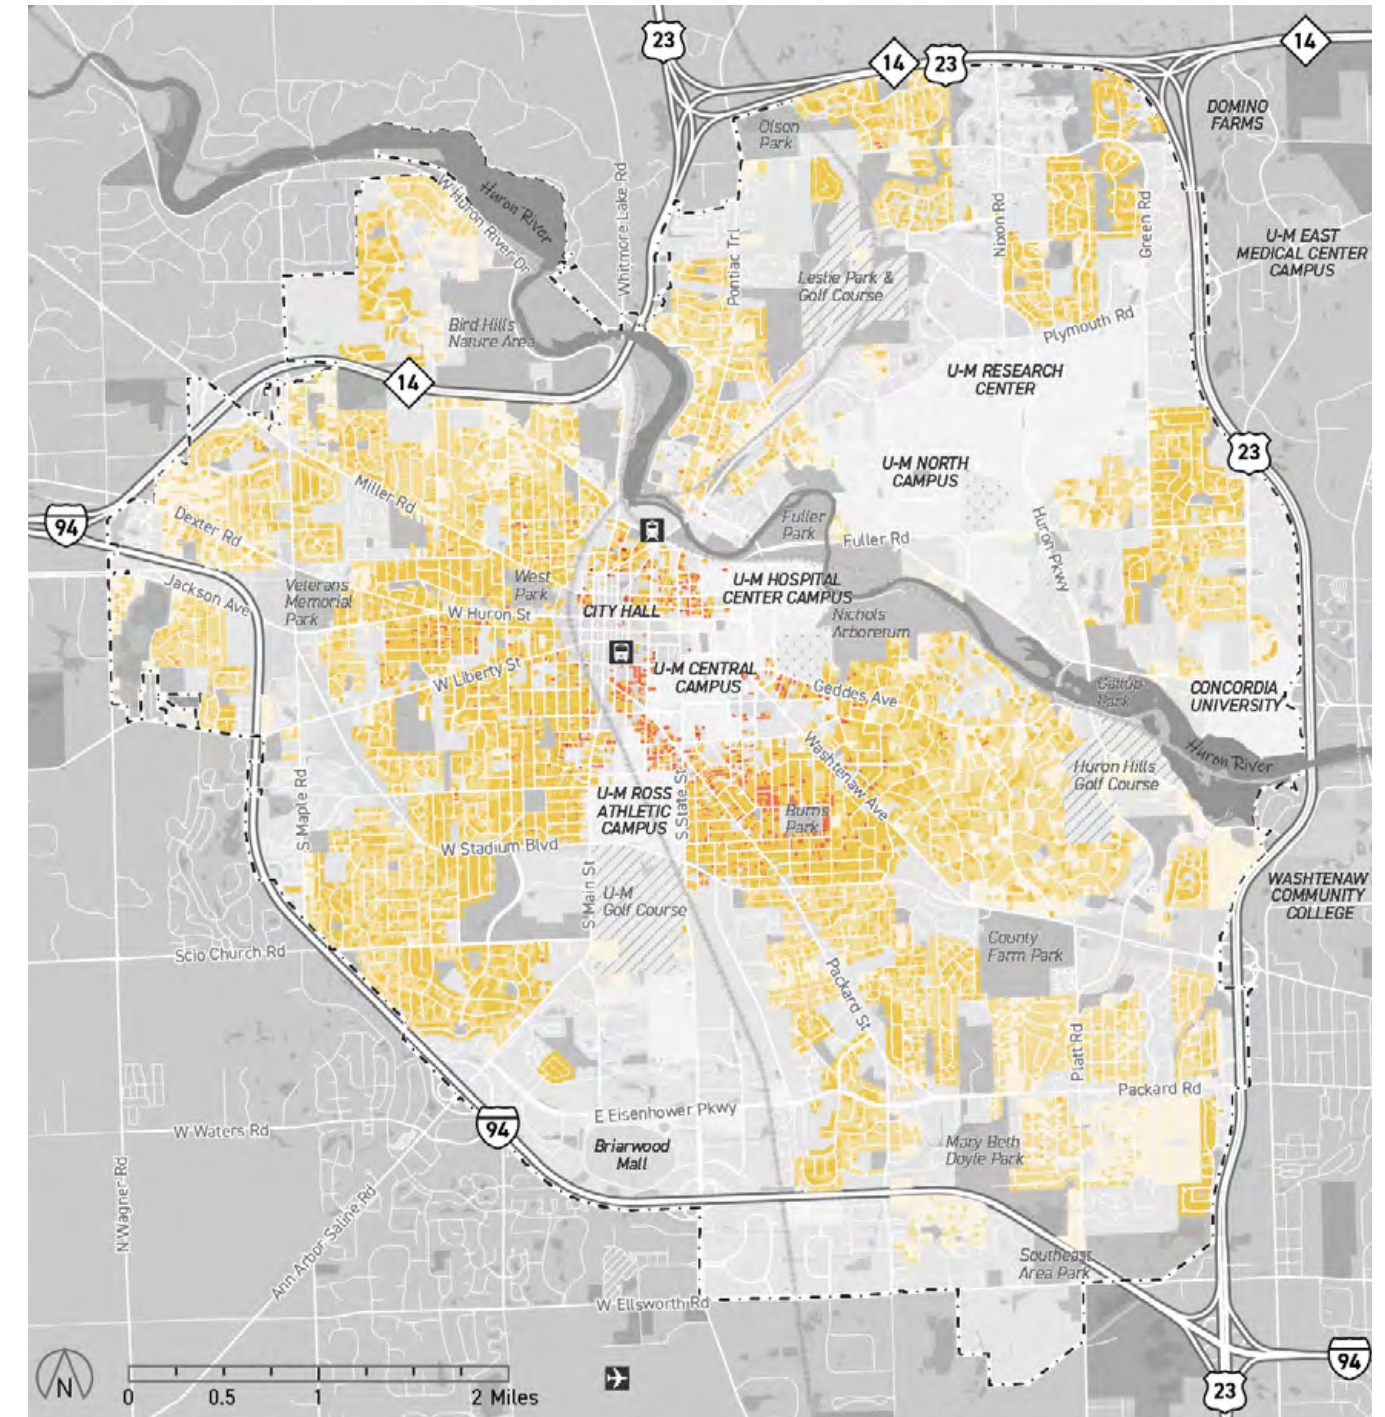 23
14
14
23
DOMINO
FARMS
Olson
Park
Huron River
W Huron River Dr
Whitmore Lake Rd
Pontiac Trl
Nixon Rd
Green Rd
U-M EAST
MEDICAL CENTER
CAMPUS
Leslie Park &
Golf Course
Bird Hills
Nature Area
Plymouth Rd
14
U-M RESEARCH
CENTER
23
U-M NORTH
CAMPUS
Miller Rd
94
Dexter Rd
Fuller
Park
Fuller Rd
Huron Pkwy
Jackson Ave
Veterans
Memorial
Park
West
Park
W Huron St
CITY HALL
U-M HOSPITAL
CENTER CAMPUS
Nichols
Arboretum
W Liberty St
U-M CENTRAL
CAMPUS
Geddes Ave
Gallup
Park
CONCORDIA
UNIVERSITY
Huron River
Washtenaw Ave
S Maple Rd
U-M ROSS
ATHLETIC
CAMPUS
S State St
Burns
Park
Huron Hills
Golf Course
W Stadium Blvd
S Main St
U-M
Golf Course
WASHTENAW
COMMUNITY
COLLEGE
Scio Church Rd
County
Farm Park
Packard St
Platt Rd
Packard Rd
E Eisenhower Pkwy
W Waters Rd
94
Briarwood
Mall
Mary Beth
Doyle Park
N Wagner Rd
Ann Arbor Saline Rd
Southeast
Area Park
W Ellsworth Rd
N
0
0.5
1
2 Miles
94
23